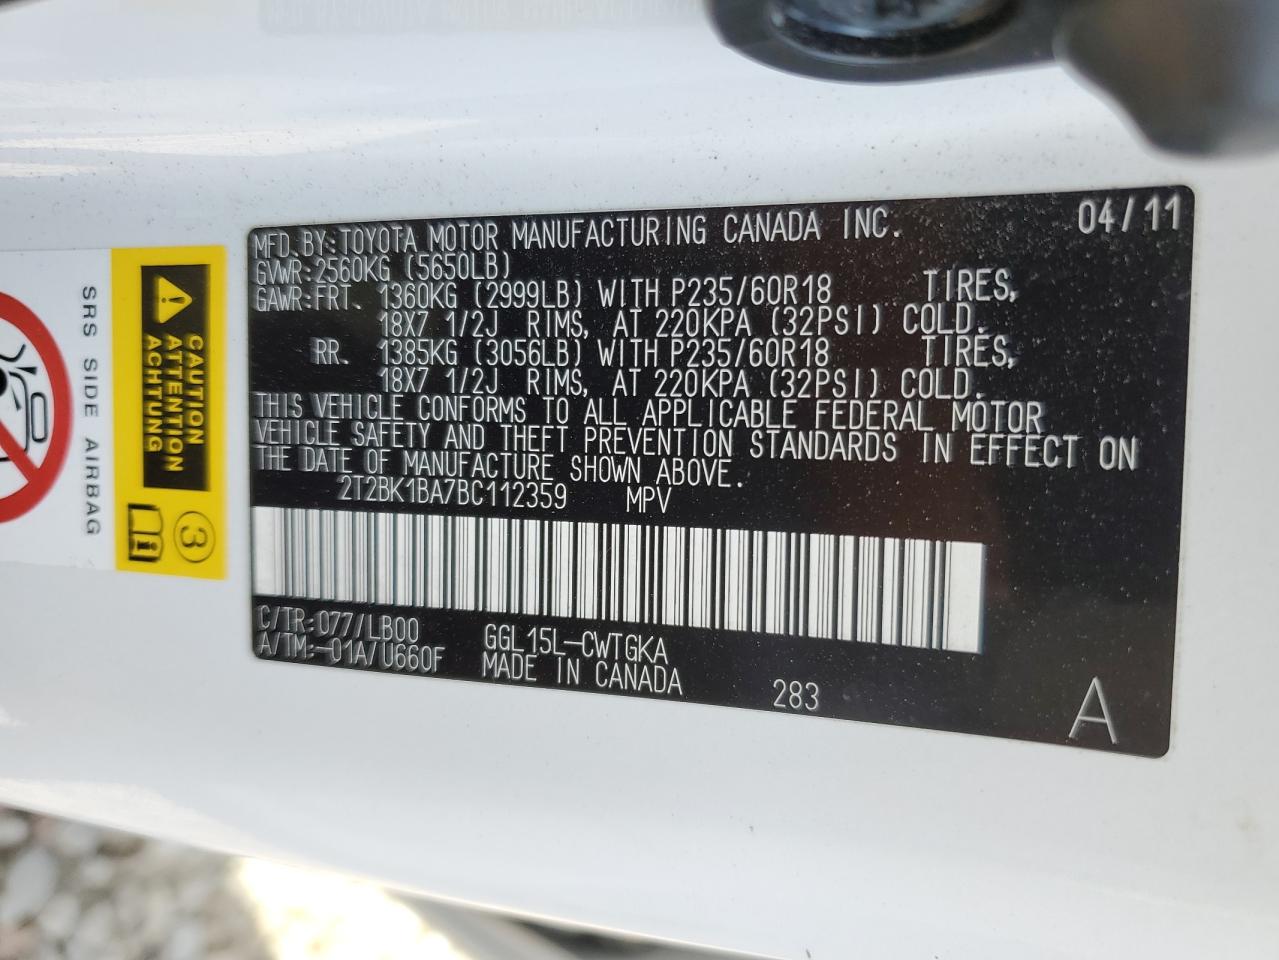 MFD. BY: TOYOTA MOTOR MANUFACTURING CANADA INC. 04/11
GVWR: 2560KG (5650LB)
GAWR: FRT. 1360KG (2999LB) WITH P235/60R18 TIRES,
18X7 1/2J RIMS, AT 220KPA (32PSI) COLD.
RR. 1385KG (3056LB) WITH P235/60R18 TIRES,
18X7 1/2J RIMS, AT 220KPA (32PSI) COLD.
THIS VEHICLE CONFORMS TO ALL APPLICABLE FEDERAL MOTOR
VEHICLE SAFETY AND THEFT PREVENTION STANDARDS IN EFFECT ON
THE DATE OF MANUFACTURE SHOWN ABOVE.
2T2BK1BA7BC112359 MPV
C/TR: 077/LB00 GGL15L-CWTGKA
A/TM: -01A/U660F MADE IN CANADA 283 A
CAUTION
ATTENTION
ACHTUNG
3
SRS SIDE AIRBAG